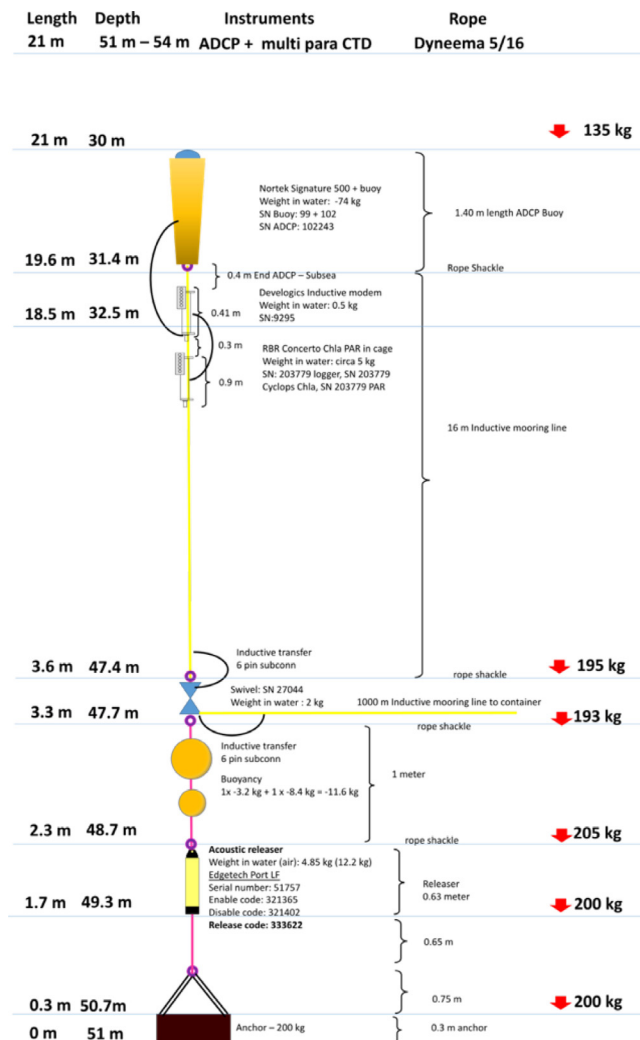 Length Depth Instruments Rope
21 m 51 m – 54 m ADCP + multi para CTD Dyneema 5/16
135 kg
21 m 30 m
Nortek Signature 500 + buoy
Weight in water: -74 kg
SN Buoy: 99 + 102
SN ADCP: 102243
1.40 m length ADCP Buoy
19.6 m 31.4 m
Rope Shackle
0.4 m End ADCP – Subsea
Develogics Inductive modem
Weight in water: 0.5 kg
SN:9295
0.41 m
18.5 m 32.5 m
0.3 m
RBR Concerto Chla PAR in cage
Weight in water: circa 5 kg
SN: 203779 logger, SN 203779
Cyclops Chla, SN 203779 PAR
0.9 m
16 m Inductive mooring line
Inductive transfer
6 pin subconn
3.6 m 47.4 m
rope shackle
195 kg
Swivel: SN 27044
Weight in water : 2 kg
1000 m Inductive mooring line to container
3.3 m 47.7 m
rope shackle
193 kg
Inductive transfer
6 pin subconn
Buoyancy
1x -3.2 kg + 1 x -8.4 kg = -11.6 kg
1 meter
2.3 m 48.7 m
rope shackle
205 kg
Acoustic releaser
Weight in water (air): 4.85 kg (12.2 kg)
Edgetech Port LF
Serial number: 51757
Enable code: 321365
Disable code: 321402
Release code: 333622
Releaser
0.63 meter
1.7 m 49.3 m
200 kg
0.65 m
0.75 m
0.3 m 50.7m
200 kg
Anchor – 200 kg
0.3 m anchor
0 m 51 m